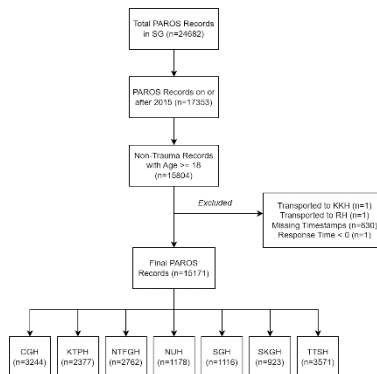 Total PAROS Records
in SG (n=24682)
PAROS Records on or
after 2015 (n=17353)
Non-Trauma Records
with Age >= 18
(n=15804)
Excluded
Transported to KKH (n=1)
Transported to RH (n=1)
Missing Timestamps (n=630)
Response Time < 0 (n=1)
Final PAROS
Records (n=15171)
CGH
(n=3244)
KTPH
(n=2377)
NTFGH
(n=2762)
NUH
(n=1178)
SGH
(n=1116)
SKGH
(n=923)
TTSH
(n=3571)